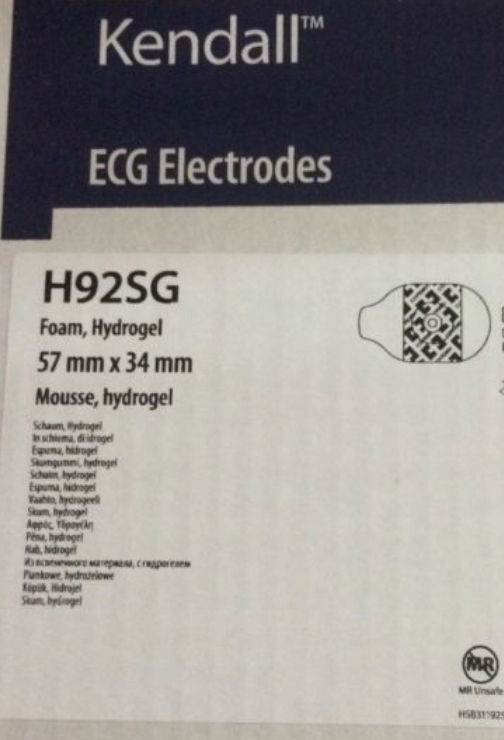 Kendall™
ECG Electrodes
H92SG
Foam, Hydrogel
57 mm x 34 mm
Mousse, hydrogel
Schaum, Hydrogel
In schiuma, di idrogel
Espuma, hidrogel
Skumgummi, hydrogel
Schuim, hydrogel
Espuma, hidrogel
Vaahto, hydrogeeli
Skum, hydrogel
Αφρός, Υδρογέλη
Pěna, hydrogel
Hab, hidrogél
Из вспененного материала, с гидрогелем
Piankowe, hydrożelowe
Köpük, Hidrojel
Skum, hydrogel
MR
MR Unsafe